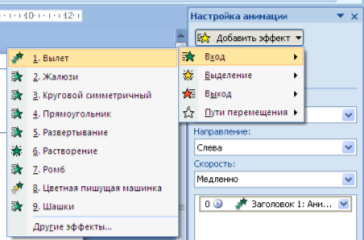 ·10· · · ·12·
Настройка анимации
Добавить эффект
Вход
Выделение
Выход
Пути перемещения
1. Вылет
2. Жалюзи
3. Круговой симметричный
4. Прямоугольник
5. Развертывание
6. Растворение
7. Ромб
8. Цветная пишущая машинка
9. Шашки
Другие эффекты...
Направление:
Слева
Скорость:
Медленно
0 Заголовок 1: Ани...